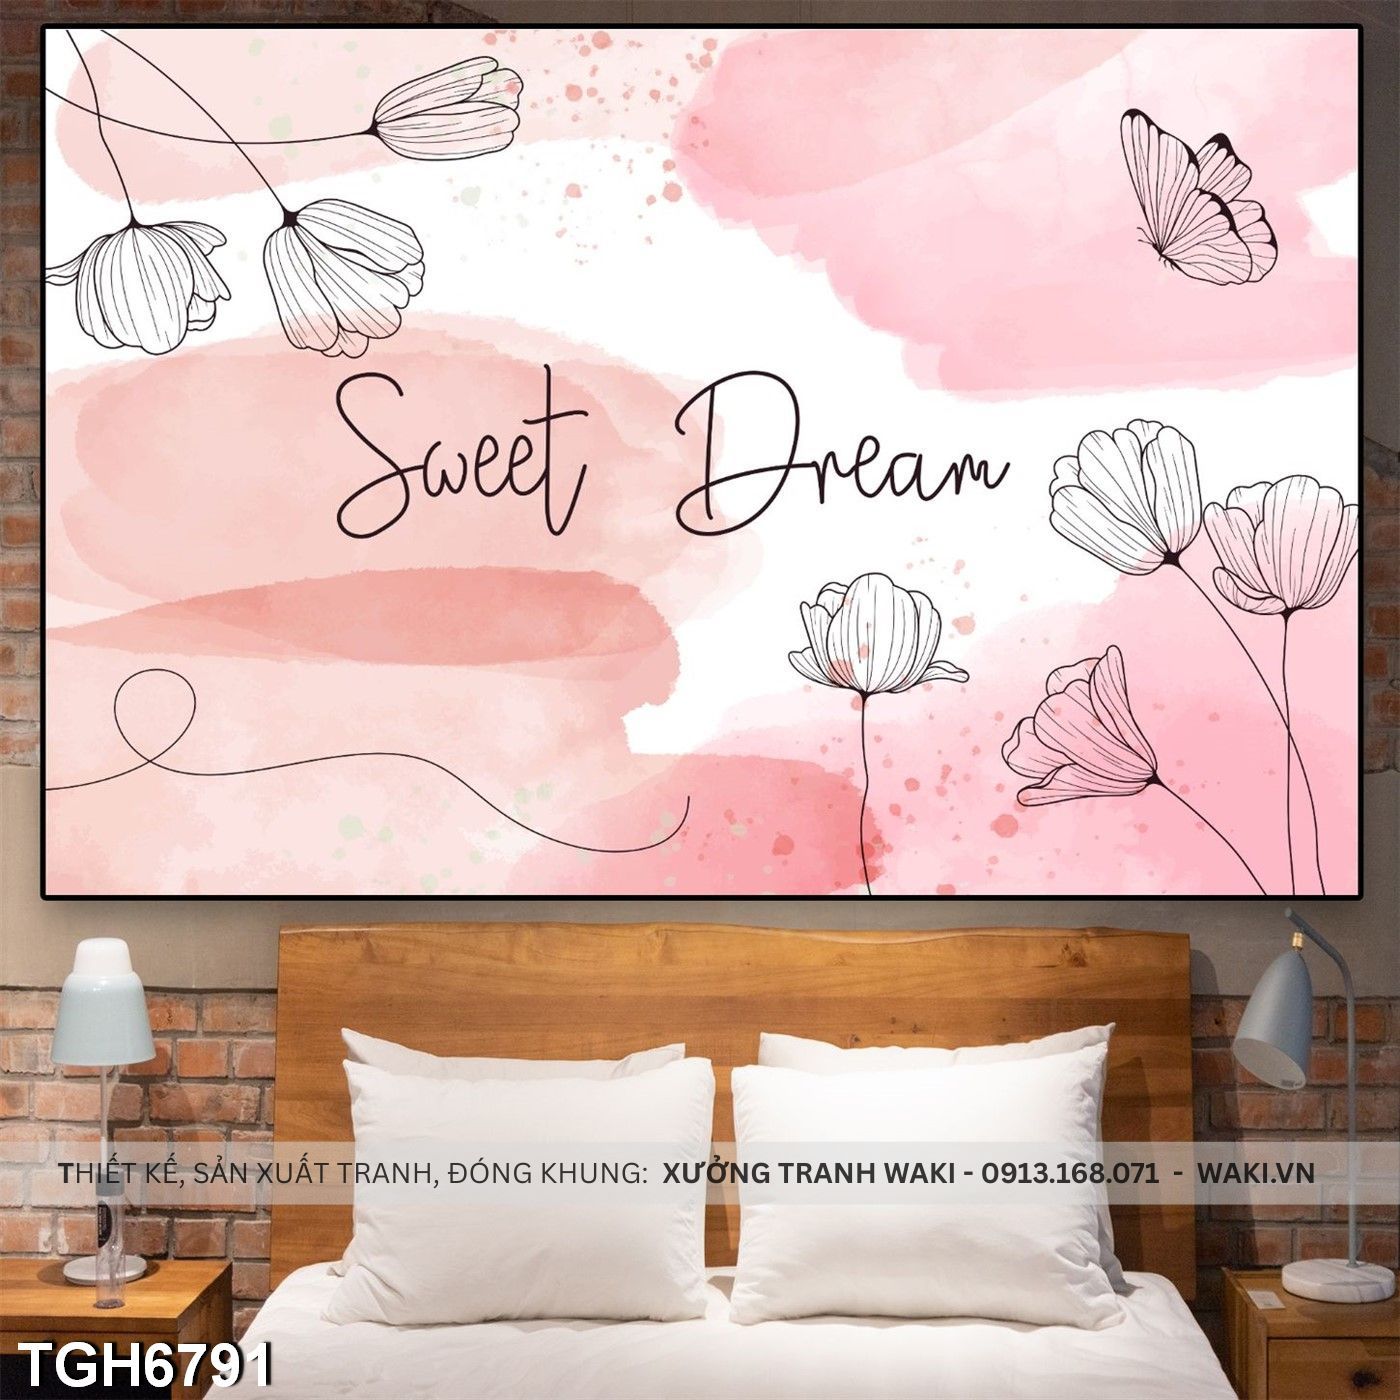 Sweet Dream
THIẾT KẾ, SẢN XUẤT TRANH, ĐÓNG KHUNG: XƯỞNG TRANH WAKI - 0913.168.071 - WAKI.VN
TGH6791